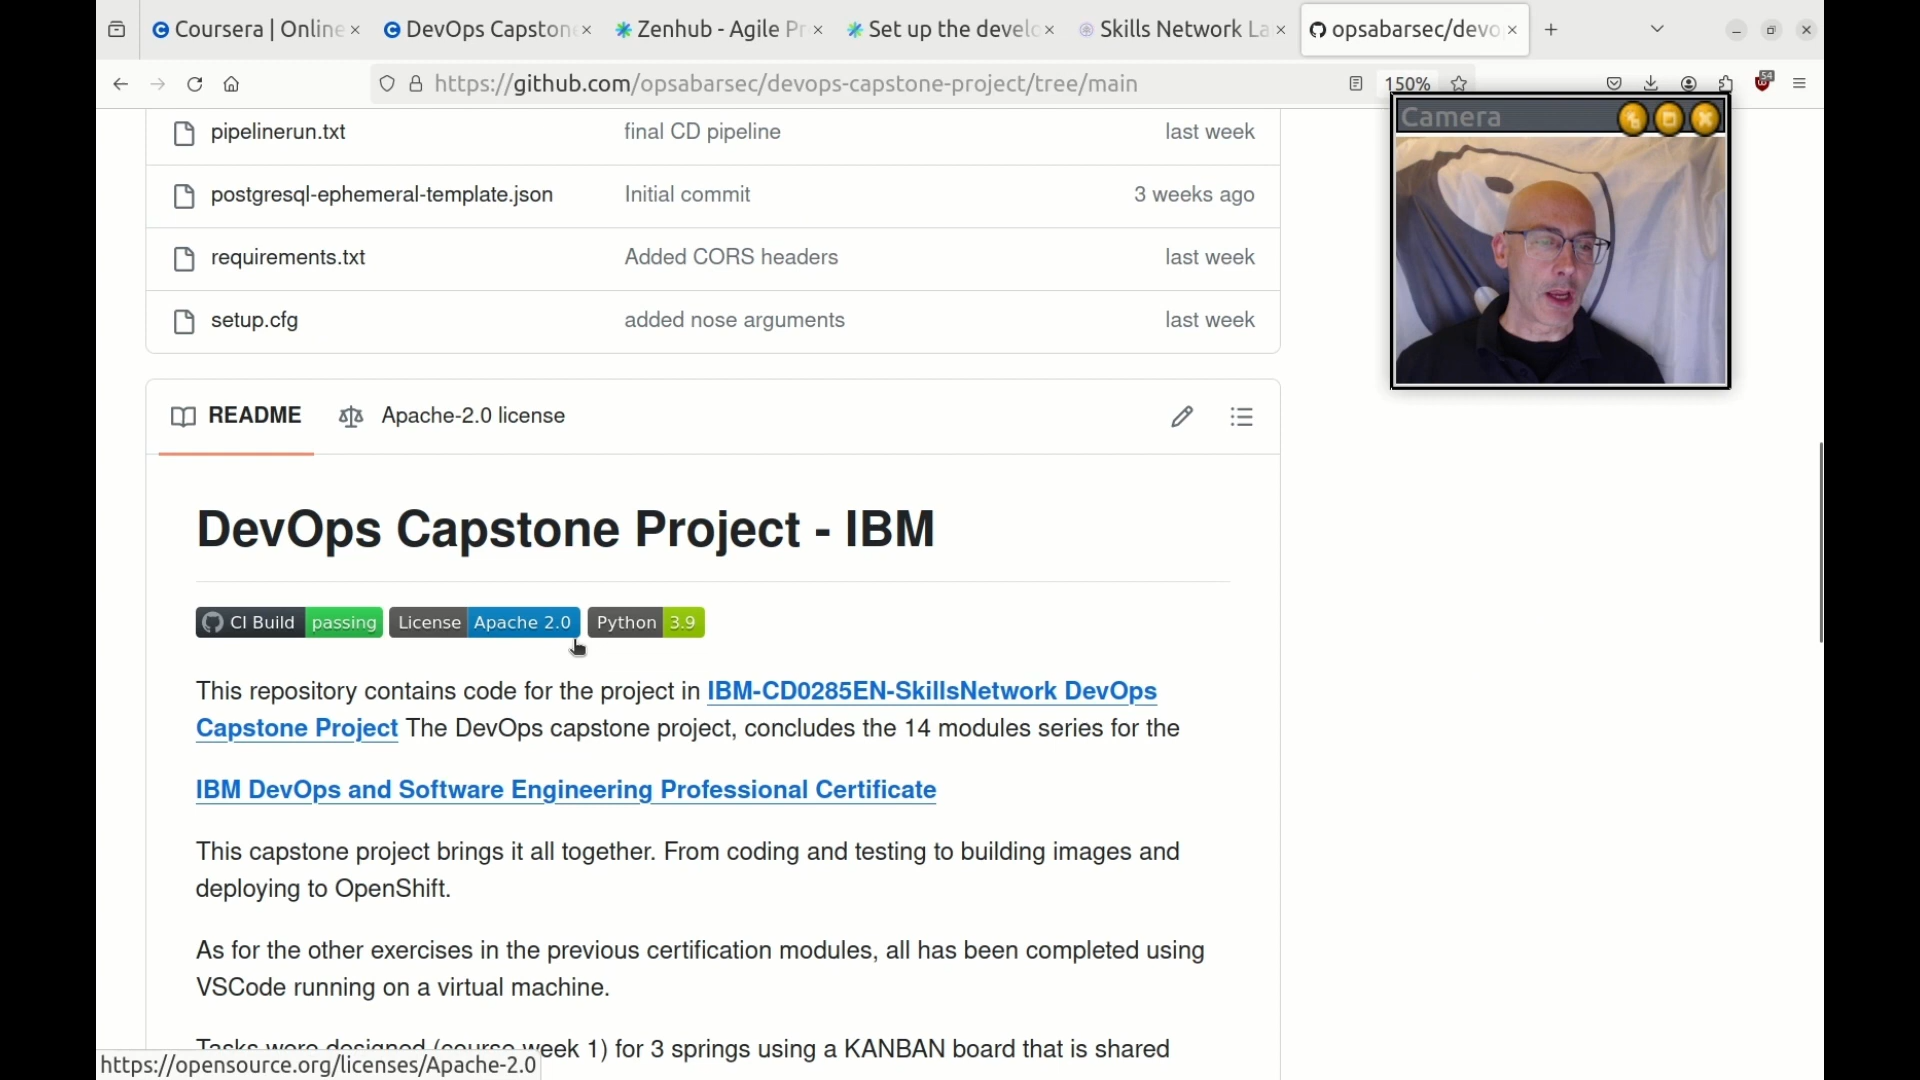 Coursera | Online
DevOps Capston
Zenhub - Agile Pr
Set up the develo
Skills Network La
opsabarsec/devo
https://github.com/opsabarsec/devops-capstone-project/tree/main
150%
54
Camera
pipelinerun.txt final CD pipeline last week
postgresql-ephemeral-template.json Initial commit 3 weeks ago
requirements.txt Added CORS headers last week
setup.cfg added nose arguments last week
README Apache-2.0 license
DevOps Capstone Project - IBM
CI Build passing License Apache 2.0 Python 3.9
This repository contains code for the project in IBM-CD0285EN-SkillsNetwork DevOps
Capstone Project The DevOps capstone project, concludes the 14 modules series for the
IBM DevOps and Software Engineering Professional Certificate
This capstone project brings it all together. From coding and testing to building images and
deploying to OpenShift.
As for the other exercises in the previous certification modules, all has been completed using
VSCode running on a virtual machine.
Tasks were designed (course week 1) for 3 springs using a KANBAN board that is shared
https://opensource.org/licenses/Apache-2.0